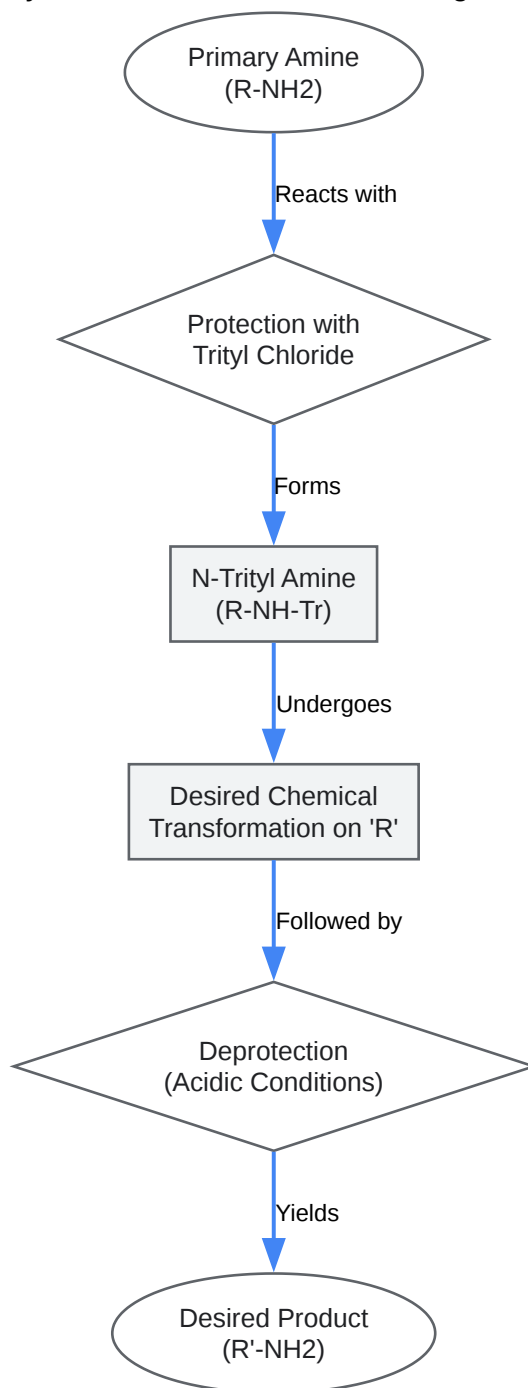 Primary Amine
(R-NH2)
Reacts with
Protection with
Trityl Chloride
Forms
N-Trityl Amine
(R-NH-Tr)
Undergoes
Desired Chemical
Transformation on 'R'
Followed by
Deprotection
(Acidic Conditions)
Yields
Desired Product
(R'-NH2)